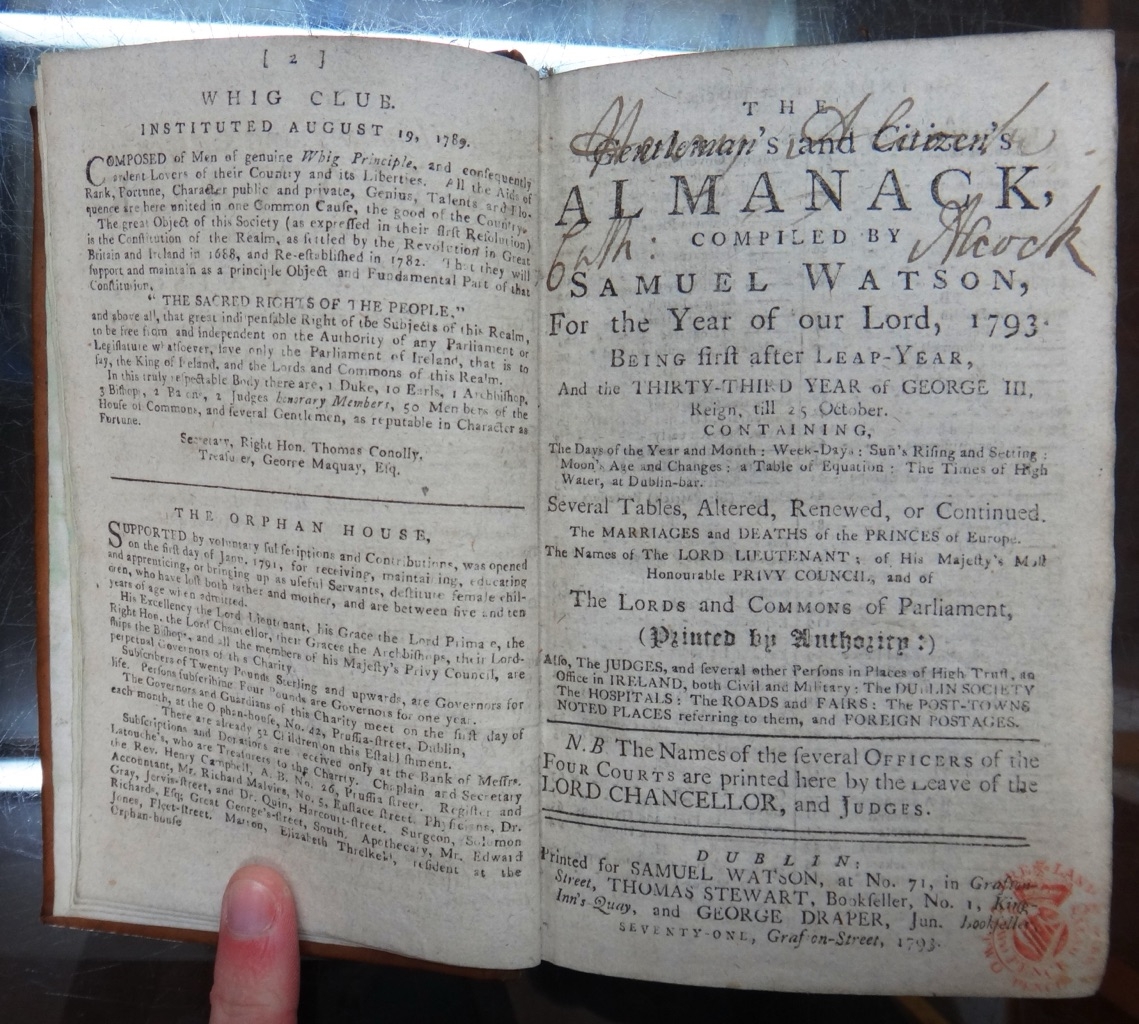 [ 2 ]
WHIG CLUB.
INSTITUTED AUGUST 19, 1789.
COMPOSED of Men of genuine Whig Principle, and consequently
ardent Lovers of their Country and its Liberties. All the Aids of
Rank, Fortune, Character public and private, Genius, Talents and Elo-
quence are here united in one Common Cause, the good of the Country.
The great Object of this Society (as expressed in their first Resolution)
is the Constitution of the Realm, as settled by the Revolution in Great
Britain and Ireland in 1688, and Re-established in 1782. That they will
support and maintain as a principle Object and Fundamental Part of that
Constitution,
" THE SACRED RIGHTS OF THE PEOPLE,"
and above all, that great indispensable Right of the Subjects of this Realm,
to be free from and independent on the Authority of any Parliament or
Legislature whatsoever, save only the Parliament of Ireland, that is to
say, the King of Ireland, and the Lords and Commons of this Realm.
In this truly respectable Body there are, 1 Duke, 10 Earls, 1 Archbishop,
3 Bishops, 2 Barons, 2 Judges honorary Members, 50 Members of the
House of Commons, and several Gentlemen, as reputable in Character as
Fortune.
Secretary, Right Hon. Thomas Conolly.
Treasurer, George Maquay, Esq.
THE ORPHAN HOUSE,
SUPPORTED by voluntary subscriptions and Contributions, was opened
on the first day of Jany. 1791, for receiving, maintaining, educating
and apprenticing, or bringing up as useful Servants, destitute female chil-
dren, who have lost both father and mother, and are between five and ten
years of age when admitted.
His Excellency the Lord Lieutenant, his Grace the Lord Primate, the
Right Hon. the Lord Chancellor, their Graces the Archbishops, their Lord-
ships the Bishops, and all the members of his Majesty's Privy Council, are
perpetual Governors of this Charity.
Subscribers of Twenty Pounds Sterling and upwards, are Governors for
life. Persons subscribing Four Pounds are Governors for one year.
The Governors and Guardians of this Charity meet on the first day of
each month, at the Orphan-house, No. 42, Prussia-street, Dublin,
There are already 52 Children on this Establishment.
Subscriptions and Donations are received only at the Bank of Messrs.
Latouche's, who are Treasurers to the Charity. Chaplain and Secretary
the Rev. Henry Campbell, A. B. No. 26, Prussia street. Register and
Accountant, Mr. Richard Malvies, No. 5, Eustace street. Physicians, Dr.
Gray, Jervis-street, and Dr. Quin, Harcourt-street. Surgeon, Solomon
Richards, Esq; Great George's-street, South. Apothecary, Mr. Edward
Jones, Fleet-street. Matron, Elizabeth Threlkeld, resident at the
Orphan-house
THE
Gentleman's and Citizen's
ALMANACK,
COMPILED BY
Alcock
SAMUEL WATSON,
For the Year of our Lord, 1793.
BEING first after LEAP-YEAR,
And the THIRTY-THIRD YEAR of GEORGE III,
Reign, till 25 October.
CONTAINING,
The Days of the Year and Month : Week-Days : Sun's Rising and Setting :
Moon's Age and Changes : a Table of Equation : The Times of High
Water, at Dublin-bar.
Several Tables, Altered, Renewed, or Continued.
The MARRIAGES and DEATHS of the PRINCES of Europe.
The Names of The LORD LIEUTENANT ; of His Majesty's Most
Honourable PRIVY COUNCIL, and of
The LORDS and COMMONS of Parliament,
(Printed by Authority:)
Also, The JUDGES, and several other Persons in Places of High Trust, an
Office in IRELAND, both Civil and Military : The DUBLIN SOCIETY
The HOSPITALS : The ROADS and FAIRS : The POST-TOWNS
NOTED PLACES referring to them, and FOREIGN POSTAGES.
N.B The Names of the several OFFICERS of the
FOUR COURTS are printed here by the Leave of the
LORD CHANCELLOR, and JUDGES.
DUBLIN:
Printed for SAMUEL WATSON, at No. 71, in Grafton-
Street, THOMAS STEWART, Bookseller, No. 1, King-
Inn's-Quay, and GEORGE DRAPER, Jun. bookseller
SEVENTY-ONE, Grafton-Street, 1793.